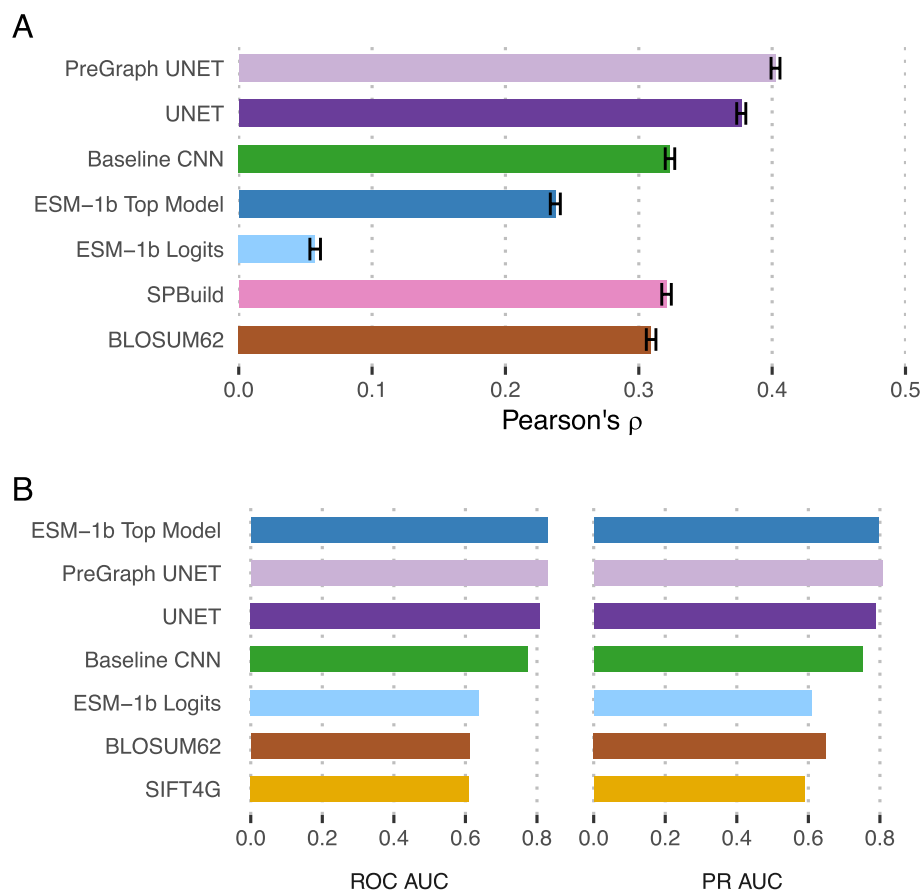 A
PreGraph UNET
UNET
Baseline CNN
ESM−1b Top Model
ESM−1b Logits
SPBuild
BLOSUM62
0.0 0.1 0.2 0.3 0.4 0.5
Pearson's ρ
B
ESM−1b Top Model
PreGraph UNET
UNET
Baseline CNN
ESM−1b Logits
BLOSUM62
SIFT4G
0.0 0.2 0.4 0.6 0.8 0.0 0.2 0.4 0.6 0.8
ROC AUC PR AUC